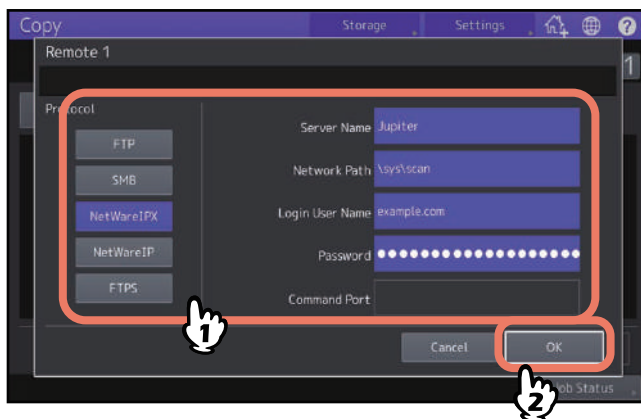 Copy Storage Settings ?
Remote 1
1
Protocol
FTP
SMB
NetWareIPX
NetWareIP
FTPS
Server Name Jupiter
Network Path \sys\scan
Login User Name example.com
Password ●●●●●●●●●●●●●●●●●●●●
Command Port
1
Cancel OK
2
Job Status